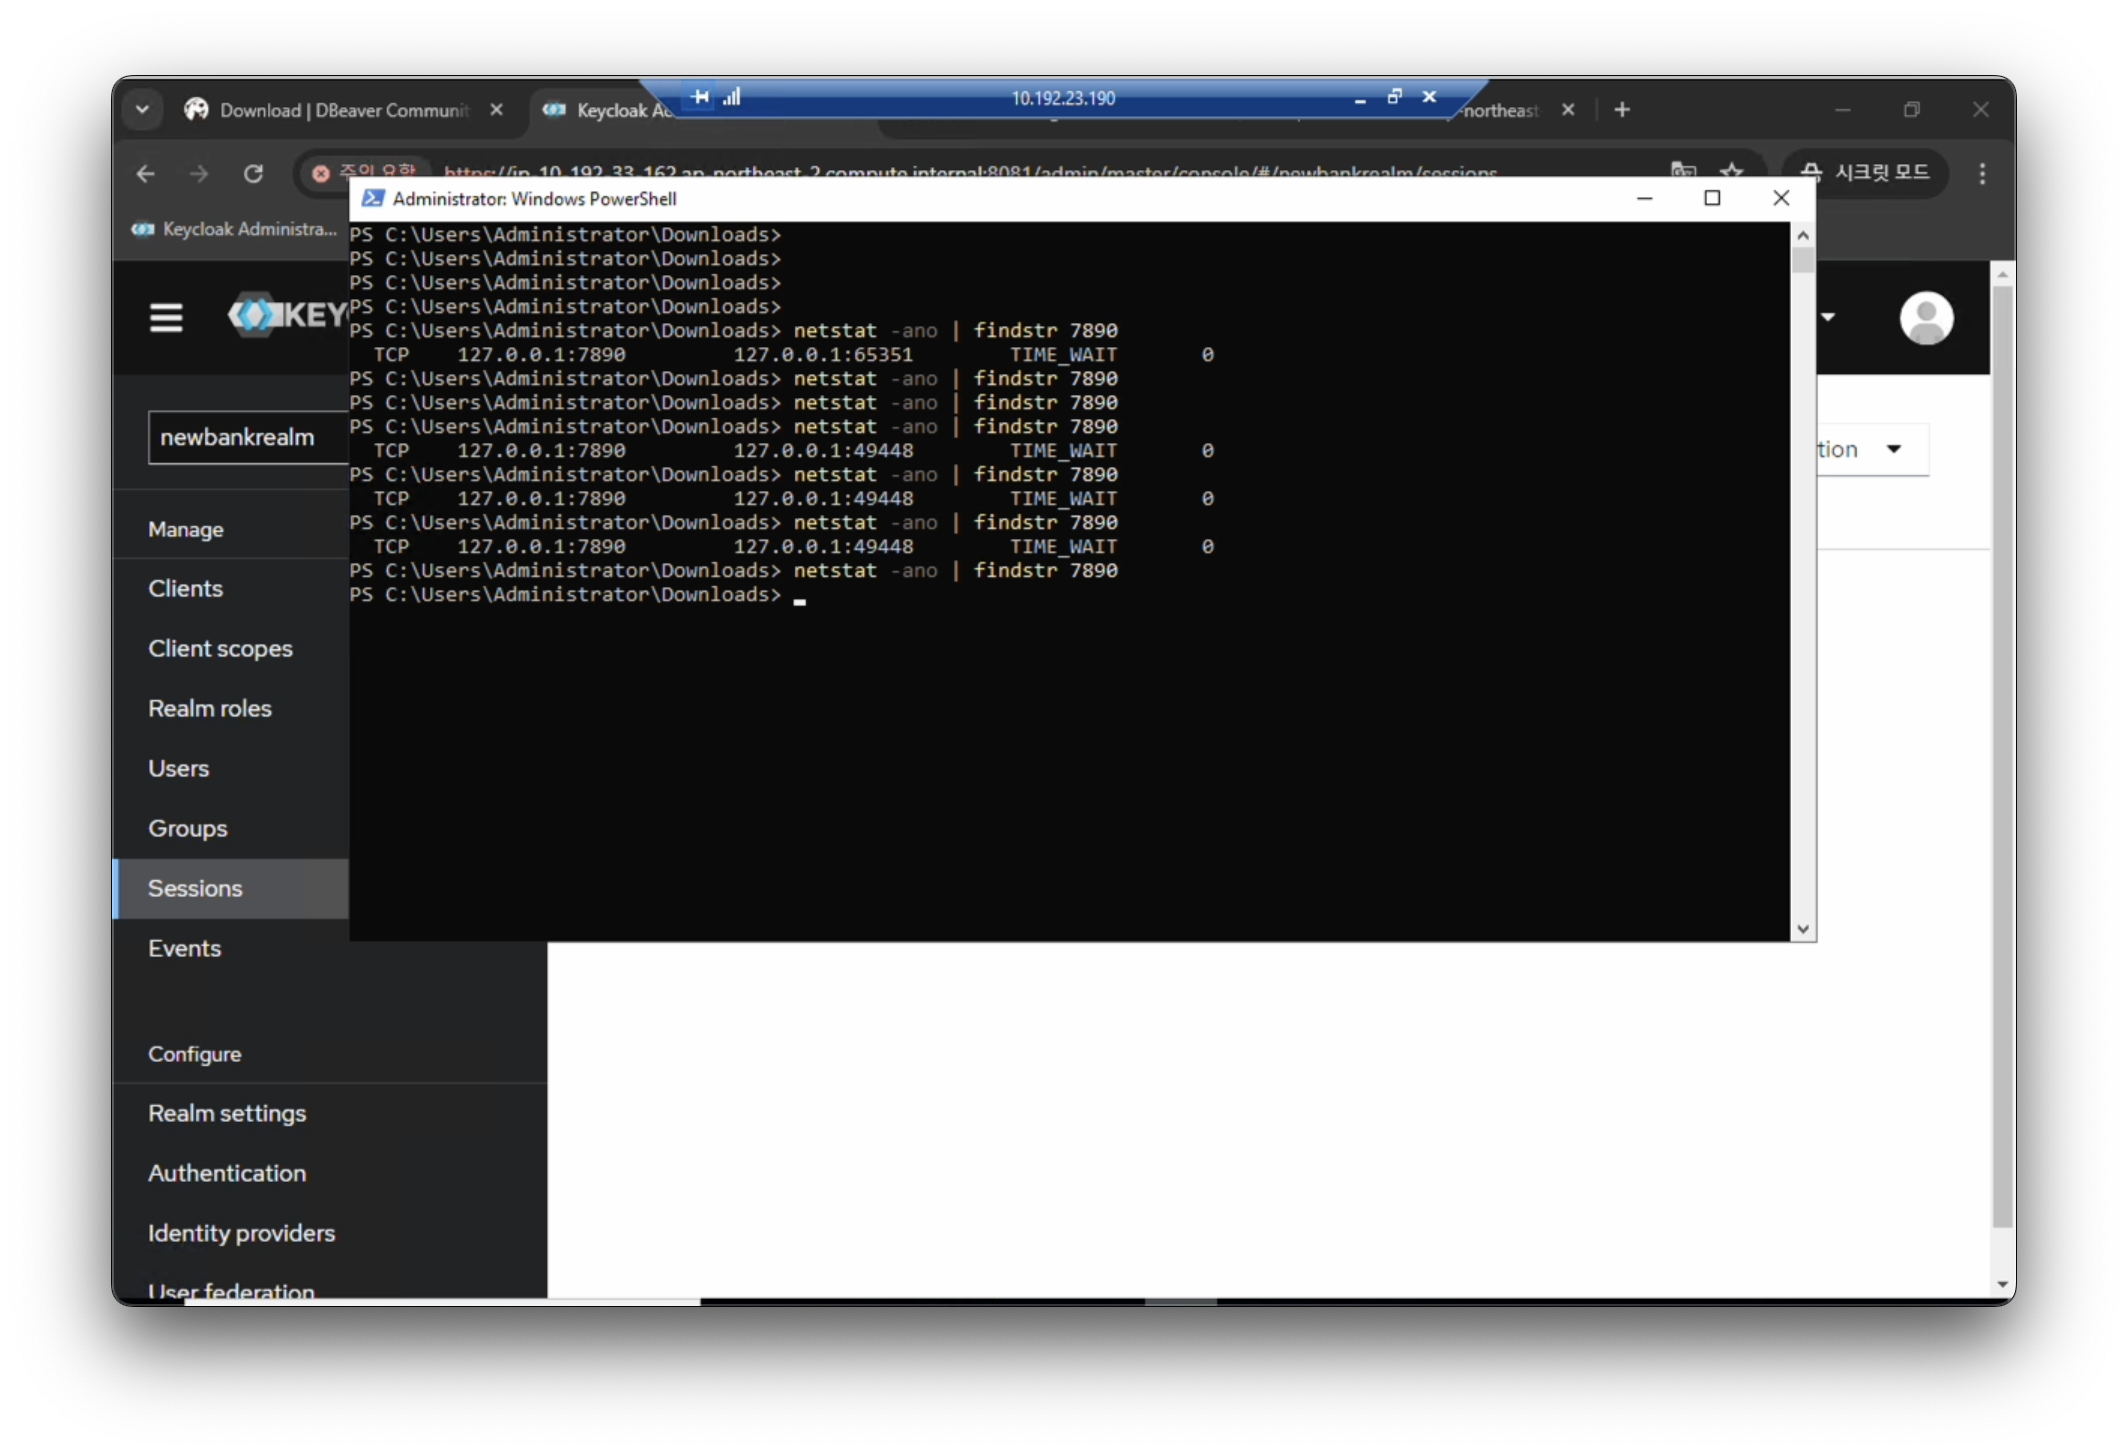 10.192.23.190
Download | DBeaver Communit
Keycloak Ac
-northeast-
주의 요함 https://ip-10-192-33-162.ap-northeast-2.compute.internal:8081/admin/master/console/#/newbankrealm/sessions
시크릿 모드
Keycloak Administra...
Administrator: Windows PowerShell
PS C:\Users\Administrator\Downloads>
PS C:\Users\Administrator\Downloads>
PS C:\Users\Administrator\Downloads>
PS C:\Users\Administrator\Downloads>
PS C:\Users\Administrator\Downloads> netstat -ano | findstr 7890
TCP 127.0.0.1:7890 127.0.0.1:65351 TIME_WAIT 0
PS C:\Users\Administrator\Downloads> netstat -ano | findstr 7890
PS C:\Users\Administrator\Downloads> netstat -ano | findstr 7890
PS C:\Users\Administrator\Downloads> netstat -ano | findstr 7890
TCP 127.0.0.1:7890 127.0.0.1:49448 TIME_WAIT 0
PS C:\Users\Administrator\Downloads> netstat -ano | findstr 7890
TCP 127.0.0.1:7890 127.0.0.1:49448 TIME_WAIT 0
PS C:\Users\Administrator\Downloads> netstat -ano | findstr 7890
TCP 127.0.0.1:7890 127.0.0.1:49448 TIME_WAIT 0
PS C:\Users\Administrator\Downloads> netstat -ano | findstr 7890
PS C:\Users\Administrator\Downloads>
KEY
newbankrealm
tion
Manage
Clients
Client scopes
Realm roles
Users
Groups
Sessions
Events
Configure
Realm settings
Authentication
Identity providers
User federation